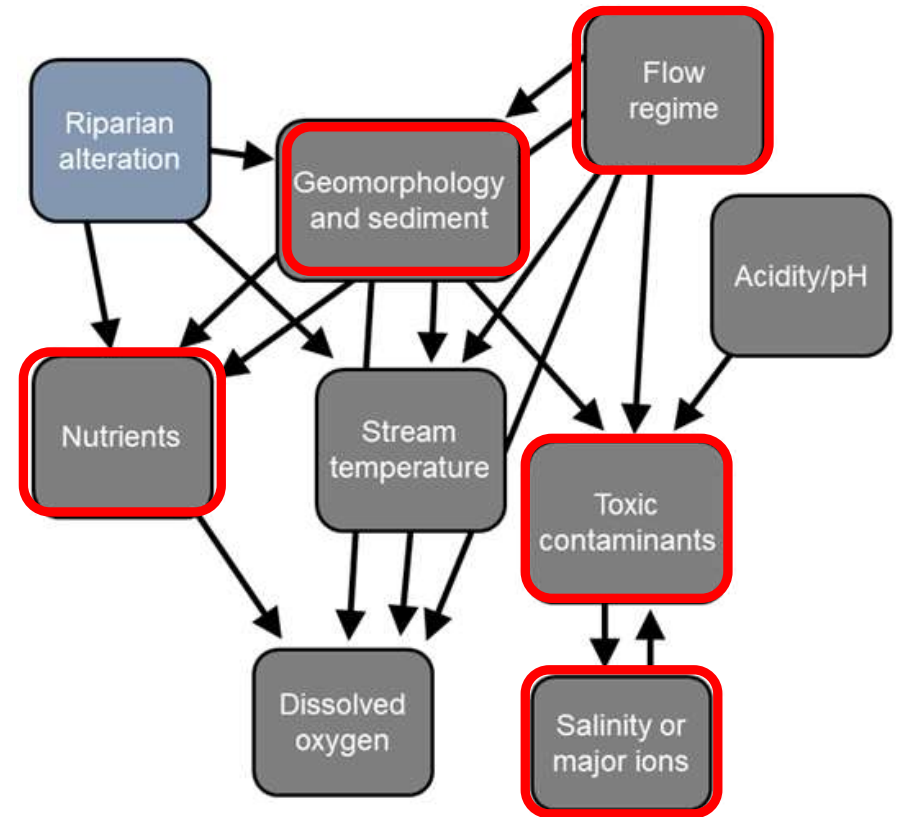 Flow
regime
Riparian
alteration
Geomorphology
and sediment
Acidity/pH
Nutrients
Stream
temperature
Toxic
contaminants
Dissolved
oxygen
Salinity or
major ions